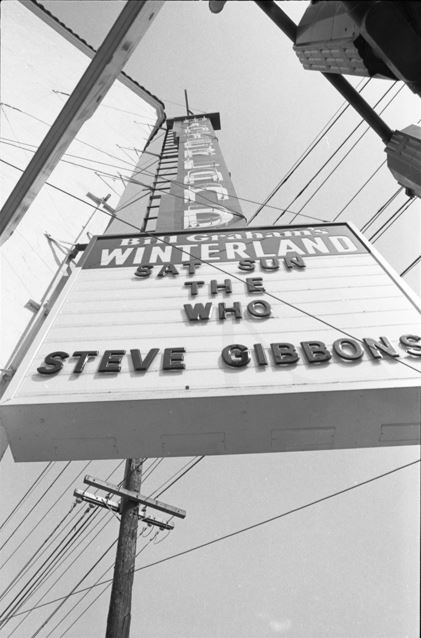 Bill Graham's
WINTERLAND
SAT SUN
THE
WHO
STEVE GIBBONS